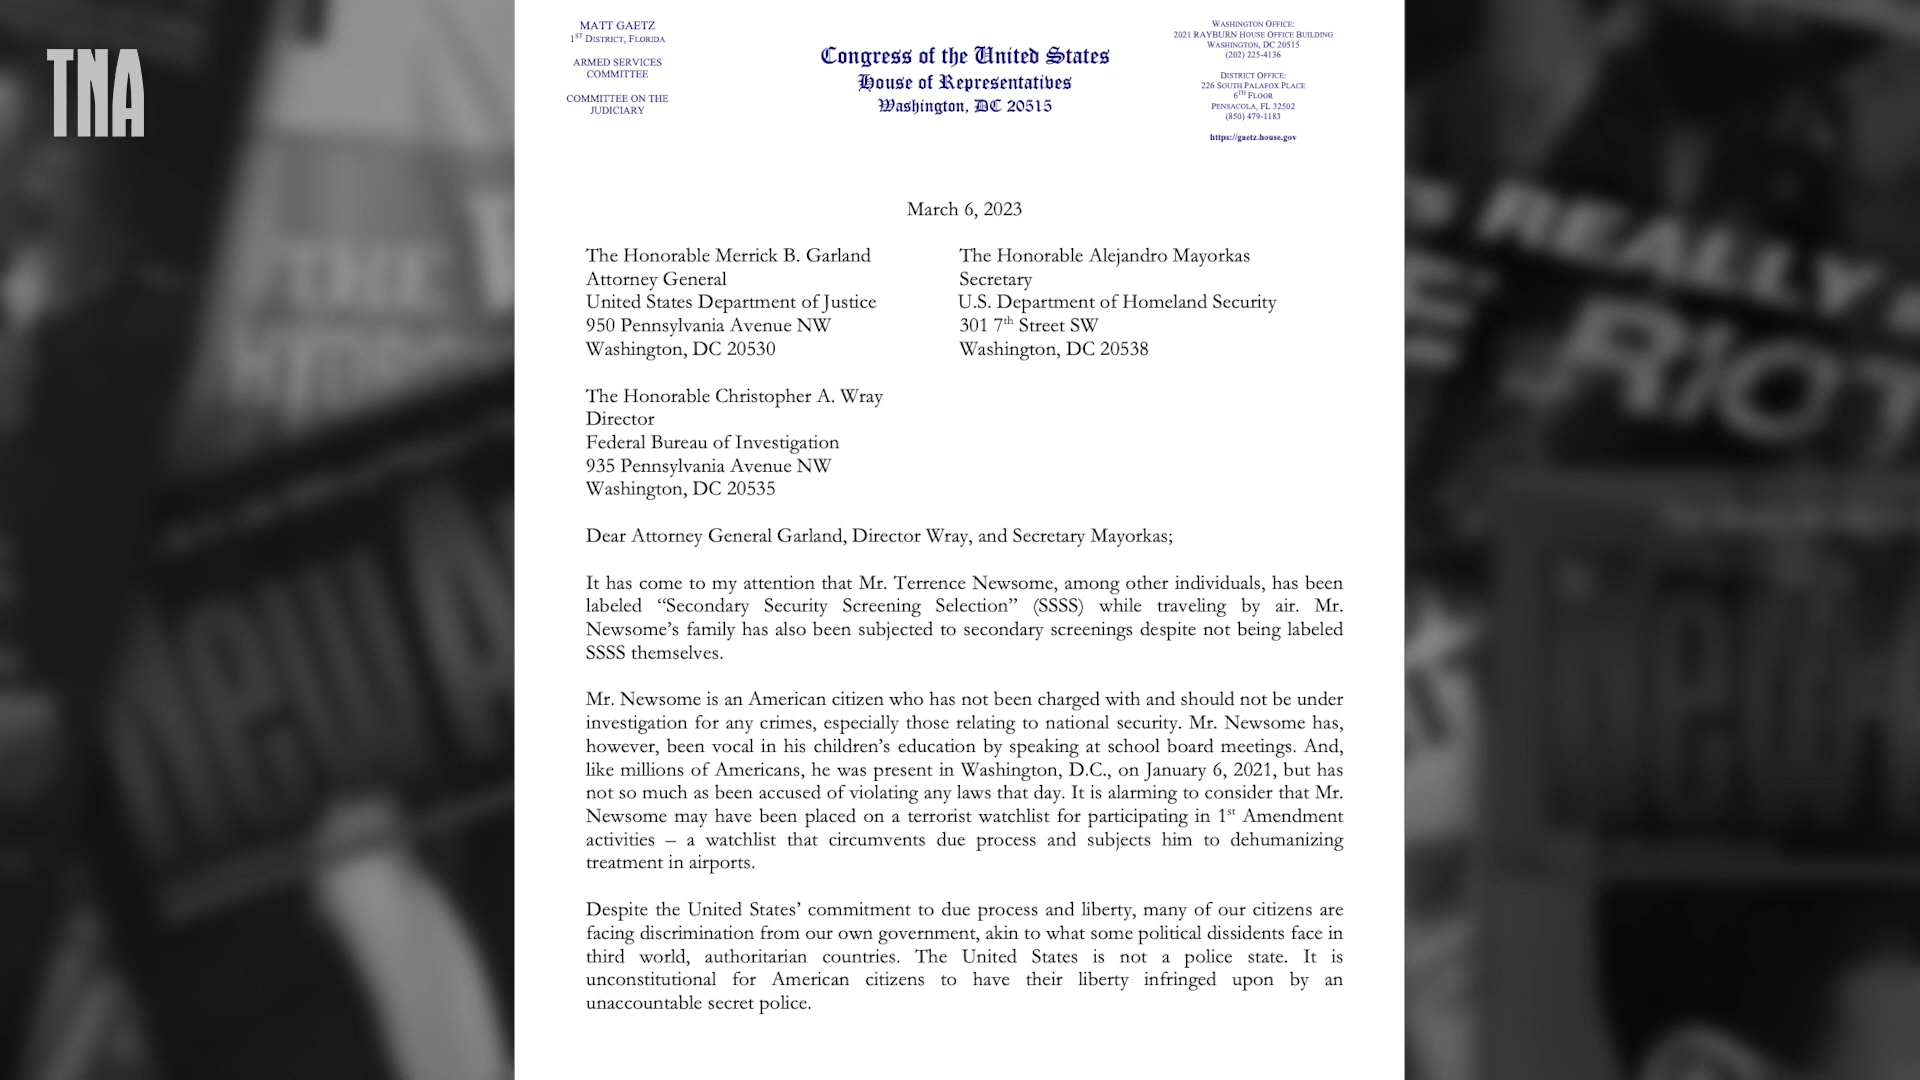 TNA
MATT GAETZ
1ST DISTRICT, FLORIDA
ARMED SERVICES
COMMITTEE
COMMITTEE ON THE
JUDICIARY
Congress of the United States
House of Representatives
Washington, DC 20515
WASHINGTON OFFICE:
2021 RAYBURN HOUSE OFFICE BUILDING
WASHINGTON, DC 20515
(202) 225-4136
DISTRICT OFFICE:
226 SOUTH PALAFOX PLACE
6TH FLOOR
PENSACOLA, FL 32502
(850) 479-1183
https://gaetz.house.gov
March 6, 2023
The Honorable Merrick B. Garland
Attorney General
United States Department of Justice
950 Pennsylvania Avenue NW
Washington, DC 20530
The Honorable Alejandro Mayorkas
Secretary
U.S. Department of Homeland Security
301 7th Street SW
Washington, DC 20538
The Honorable Christopher A. Wray
Director
Federal Bureau of Investigation
935 Pennsylvania Avenue NW
Washington, DC 20535
Dear Attorney General Garland, Director Wray, and Secretary Mayorkas;
It has come to my attention that Mr. Terrence Newsome, among other individuals, has been
labeled “Secondary Security Screening Selection” (SSSS) while traveling by air. Mr.
Newsome’s family has also been subjected to secondary screenings despite not being labeled
SSSS themselves.
Mr. Newsome is an American citizen who has not been charged with and should not be under
investigation for any crimes, especially those relating to national security. Mr. Newsome has,
however, been vocal in his children’s education by speaking at school board meetings. And,
like millions of Americans, he was present in Washington, D.C., on January 6, 2021, but has
not so much as been accused of violating any laws that day. It is alarming to consider that Mr.
Newsome may have been placed on a terrorist watchlist for participating in 1st Amendment
activities – a watchlist that circumvents due process and subjects him to dehumanizing
treatment in airports.
Despite the United States’ commitment to due process and liberty, many of our citizens are
facing discrimination from our own government, akin to what some political dissidents face in
third world, authoritarian countries. The United States is not a police state. It is
unconstitutional for American citizens to have their liberty infringed upon by an
unaccountable secret police.
REALLY
RIOT
THE